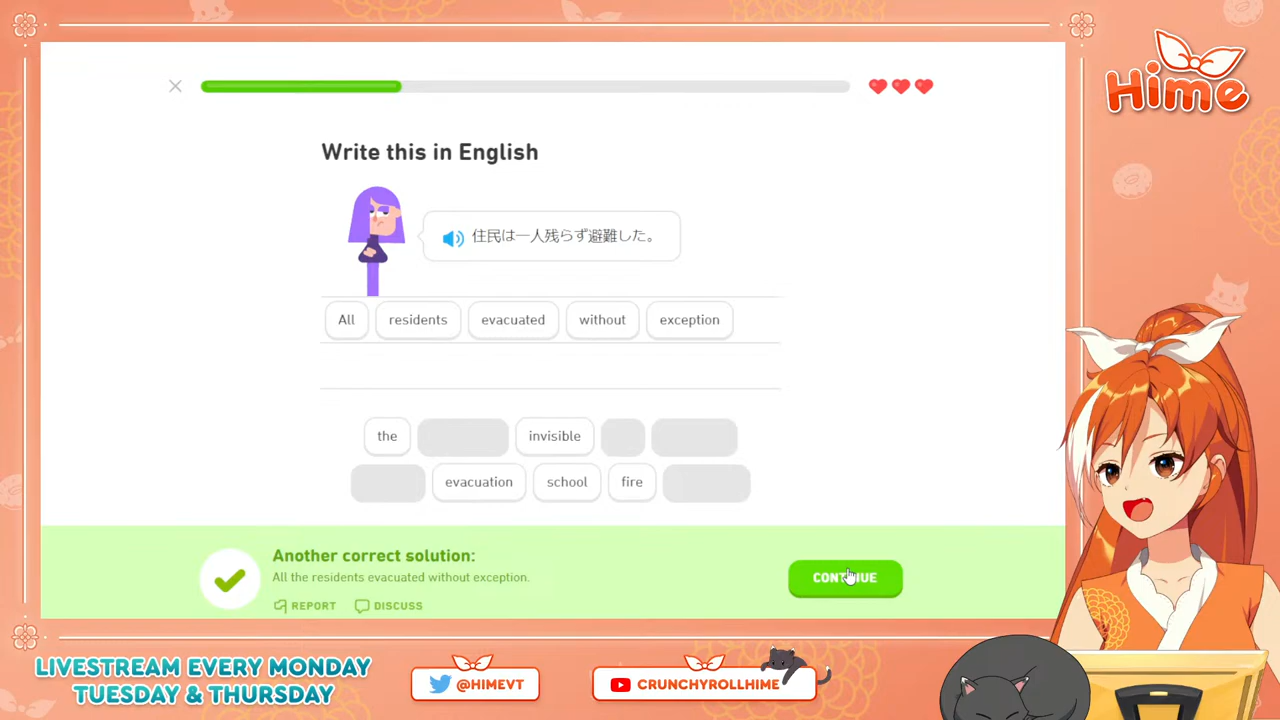 Hime
Write this in English
住民は一人残らず避難した。
All residents evacuated without exception
the invisible
evacuation school fire
Another correct solution:
All the residents evacuated without exception.
REPORT DISCUSS
CONTINUE
LIVESTREAM EVERY MONDAY
TUESDAY & THURSDAY
@HIMEVT
CRUNCHYROLLHIME